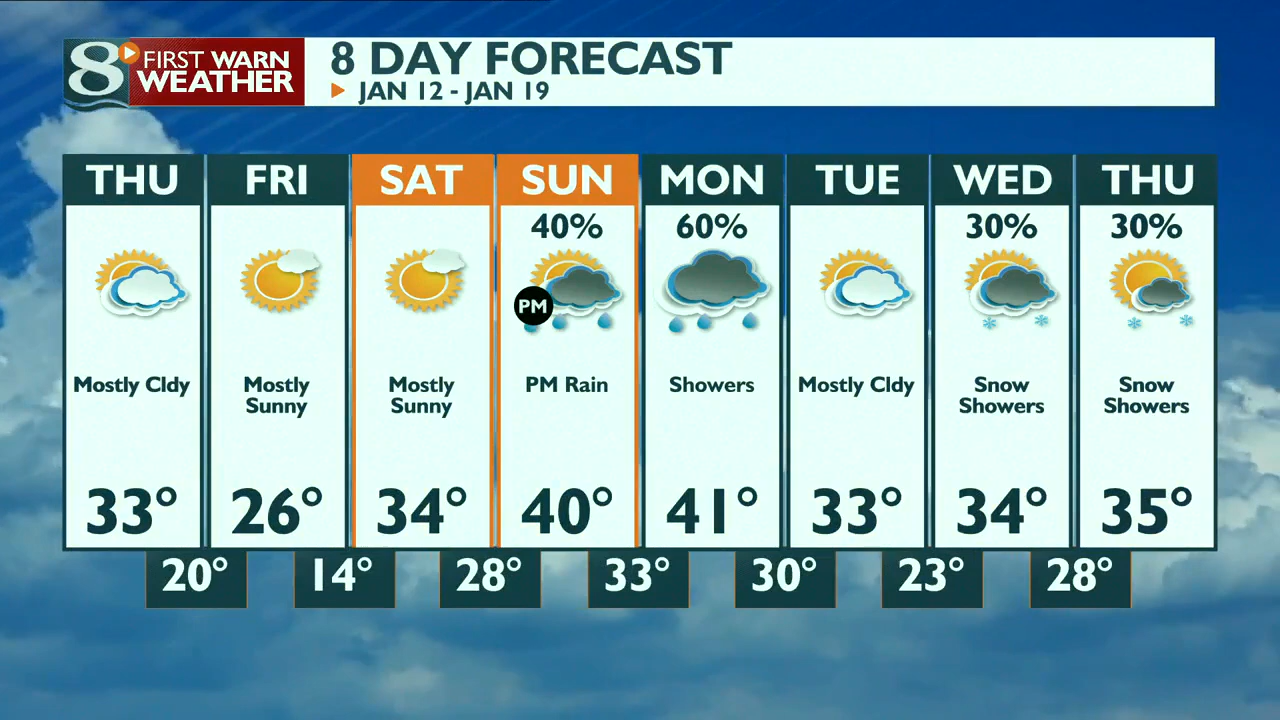 8 FIRST WARN
WEATHER
8 DAY FORECAST
JAN 12 - JAN 19
THU FRI SAT SUN MON TUE WED THU
40% 60% 30% 30%
PM
Mostly Cldy
Mostly
Sunny
Mostly
Sunny
PM Rain
Showers
Mostly Cldy
Snow
Showers
Snow
Showers
33° 26° 34° 40° 41° 33° 34° 35°
20° 14° 28° 33° 30° 23° 28°